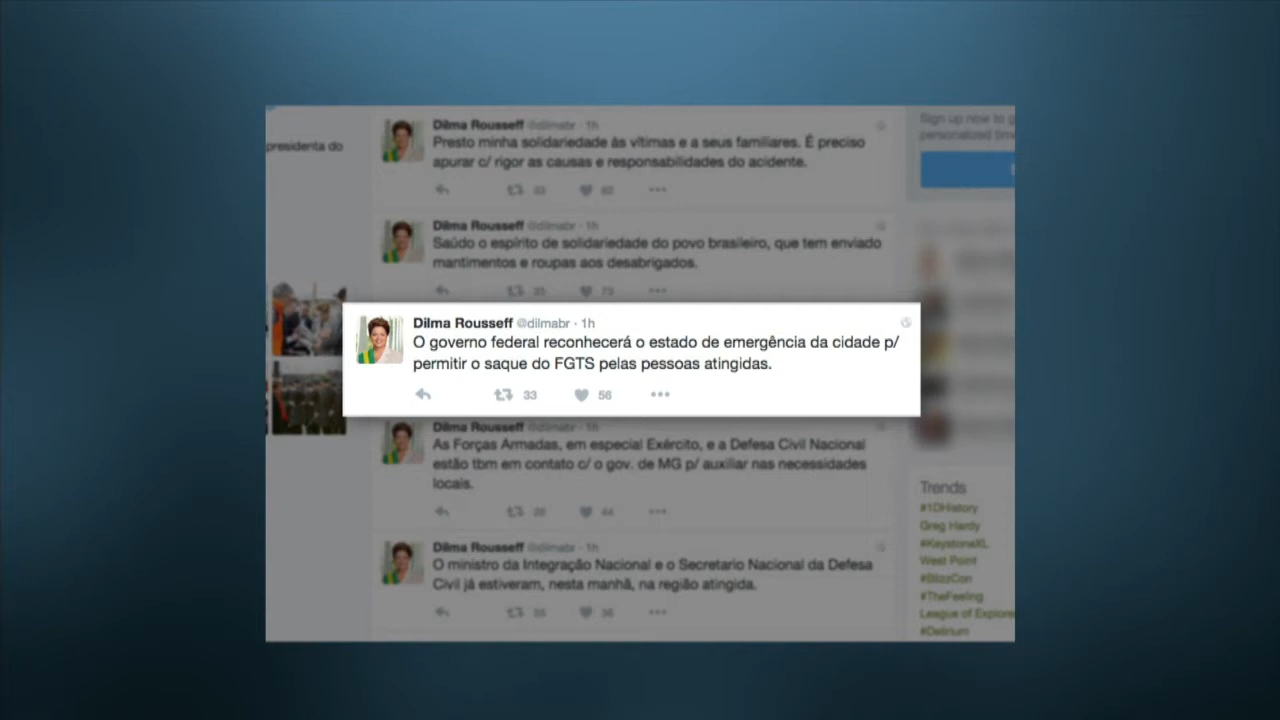 presidenta do
Dilma Rousseff @dilmabr · 1h
Presto minha solidariedade às vítimas e a seus familiares. É preciso
apurar c/ rigor as causas e responsabilidades do acidente.
Dilma Rousseff @dilmabr · 1h
Saúdo o espírito de solidariedade do povo brasileiro, que tem enviado
mantimentos e roupas aos desabrigados.
35 73
Dilma Rousseff @dilmabr · 1h
O governo federal reconhecerá o estado de emergência da cidade p/
permitir o saque do FGTS pelas pessoas atingidas.
33 56
Dilma Rousseff @dilmabr · 1h
As Forças Armadas, em especial Exército, e a Defesa Civil Nacional
estão tbm em contato c/ o gov. de MG p/ auxiliar nas necessidades
locais.
44
Dilma Rousseff @dilmabr · 1h
O ministro da Integração Nacional e o Secretario Nacional da Defesa
Civil já estiveram, nesta manhã, na região atingida.
36
Sign up now to
personalized
Trends
#1DHistory
Greg Hardy
#KeystoneXL
West Point
#BlizzCon
#TheFeeling
League of
#Delirium